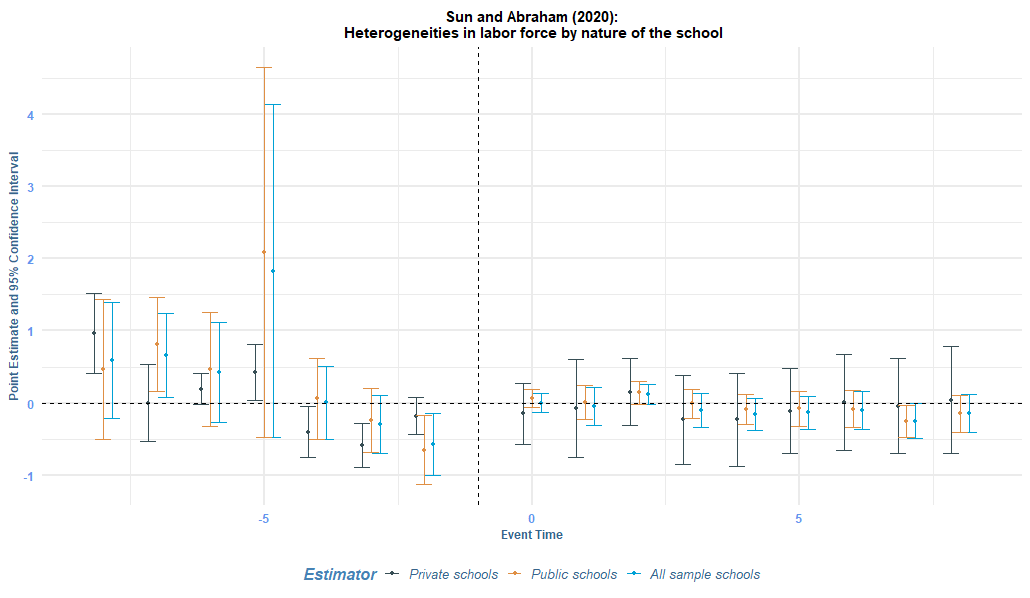 Sun and Abraham (2020):
Heterogeneities in labor force by nature of the school
Point Estimate and 95% Confidence Interval
4
3
2
1
0
-1
-5
0
5
Event Time
Estimator Private schools Public schools All sample schools